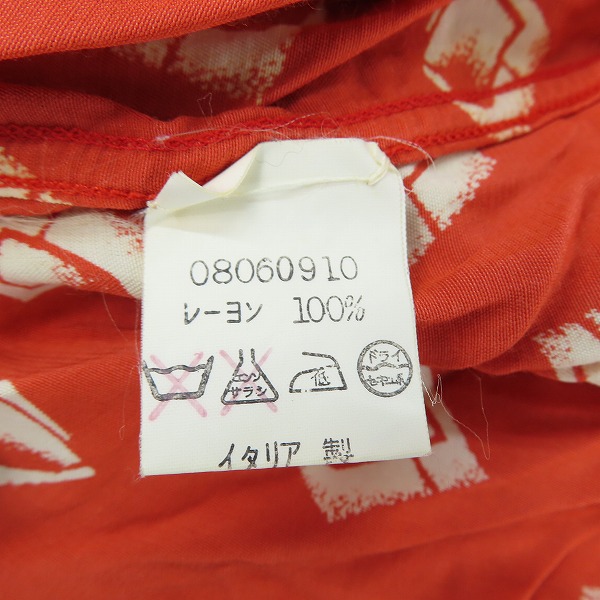 08060910
レーヨン 100%
エンソ サラシ 低 ドライ セキユ系
イタリア 製